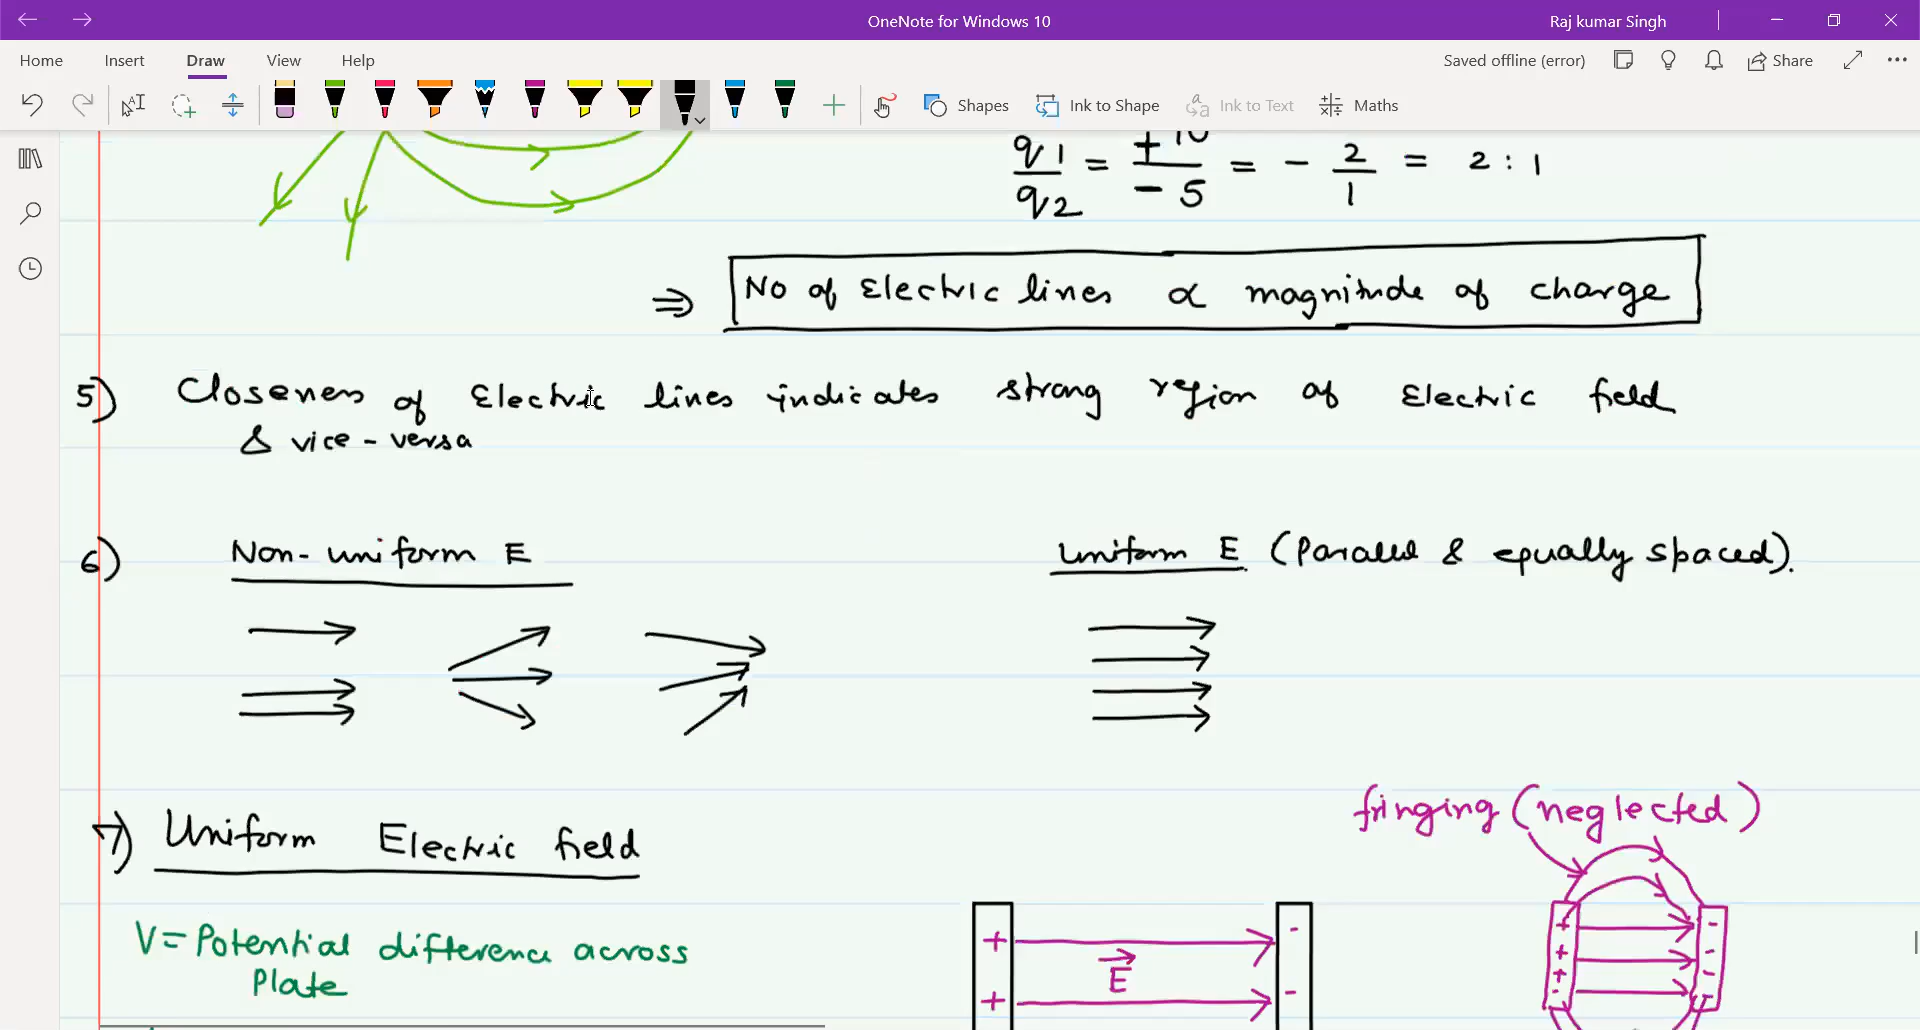 OneNote for Windows 10
Raj kumar Singh
Home Insert Draw View Help
Saved offline (error) Share
Shapes Ink to Shape Ink to Text Maths
q1/q2 = +10/-5 = - 2/1 = 2 : 1
⇒ No of Electric lines ∝ magnitude of charge
5) Closeness of Electric lines indicates strong region of Electric field
& vice - versa
6) Non- uniform E
uniform E (Parallel & equally spaced).
7) Uniform Electric field
fringing (neglected)
V = Potential difference across
Plate
+ -
E
+ -
+ -
+ -
+ -
- -